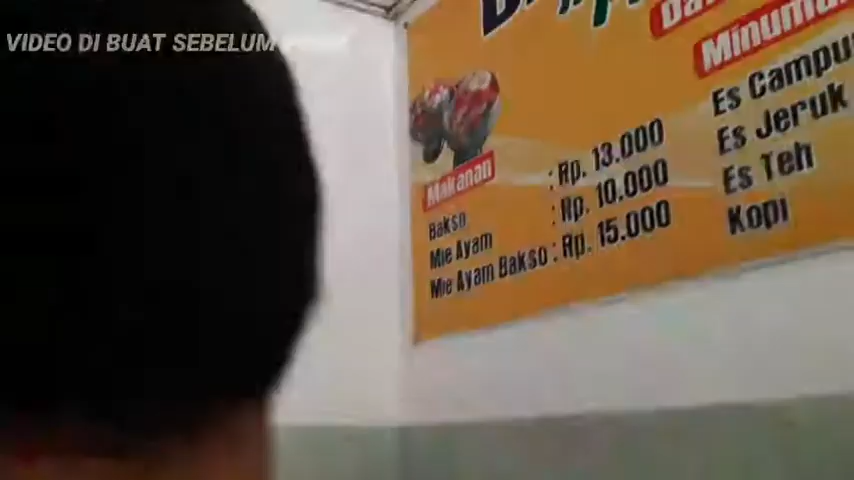 VIDEO DI BUAT SEBELUM
Makanan
Bakso : Rp. 13.000
Mie Ayam : Rp. 10.000
Mie Ayam Bakso : Rp. 15.000
Minuman
Es Campur
Es Jeruk
Es Teh
Kopi